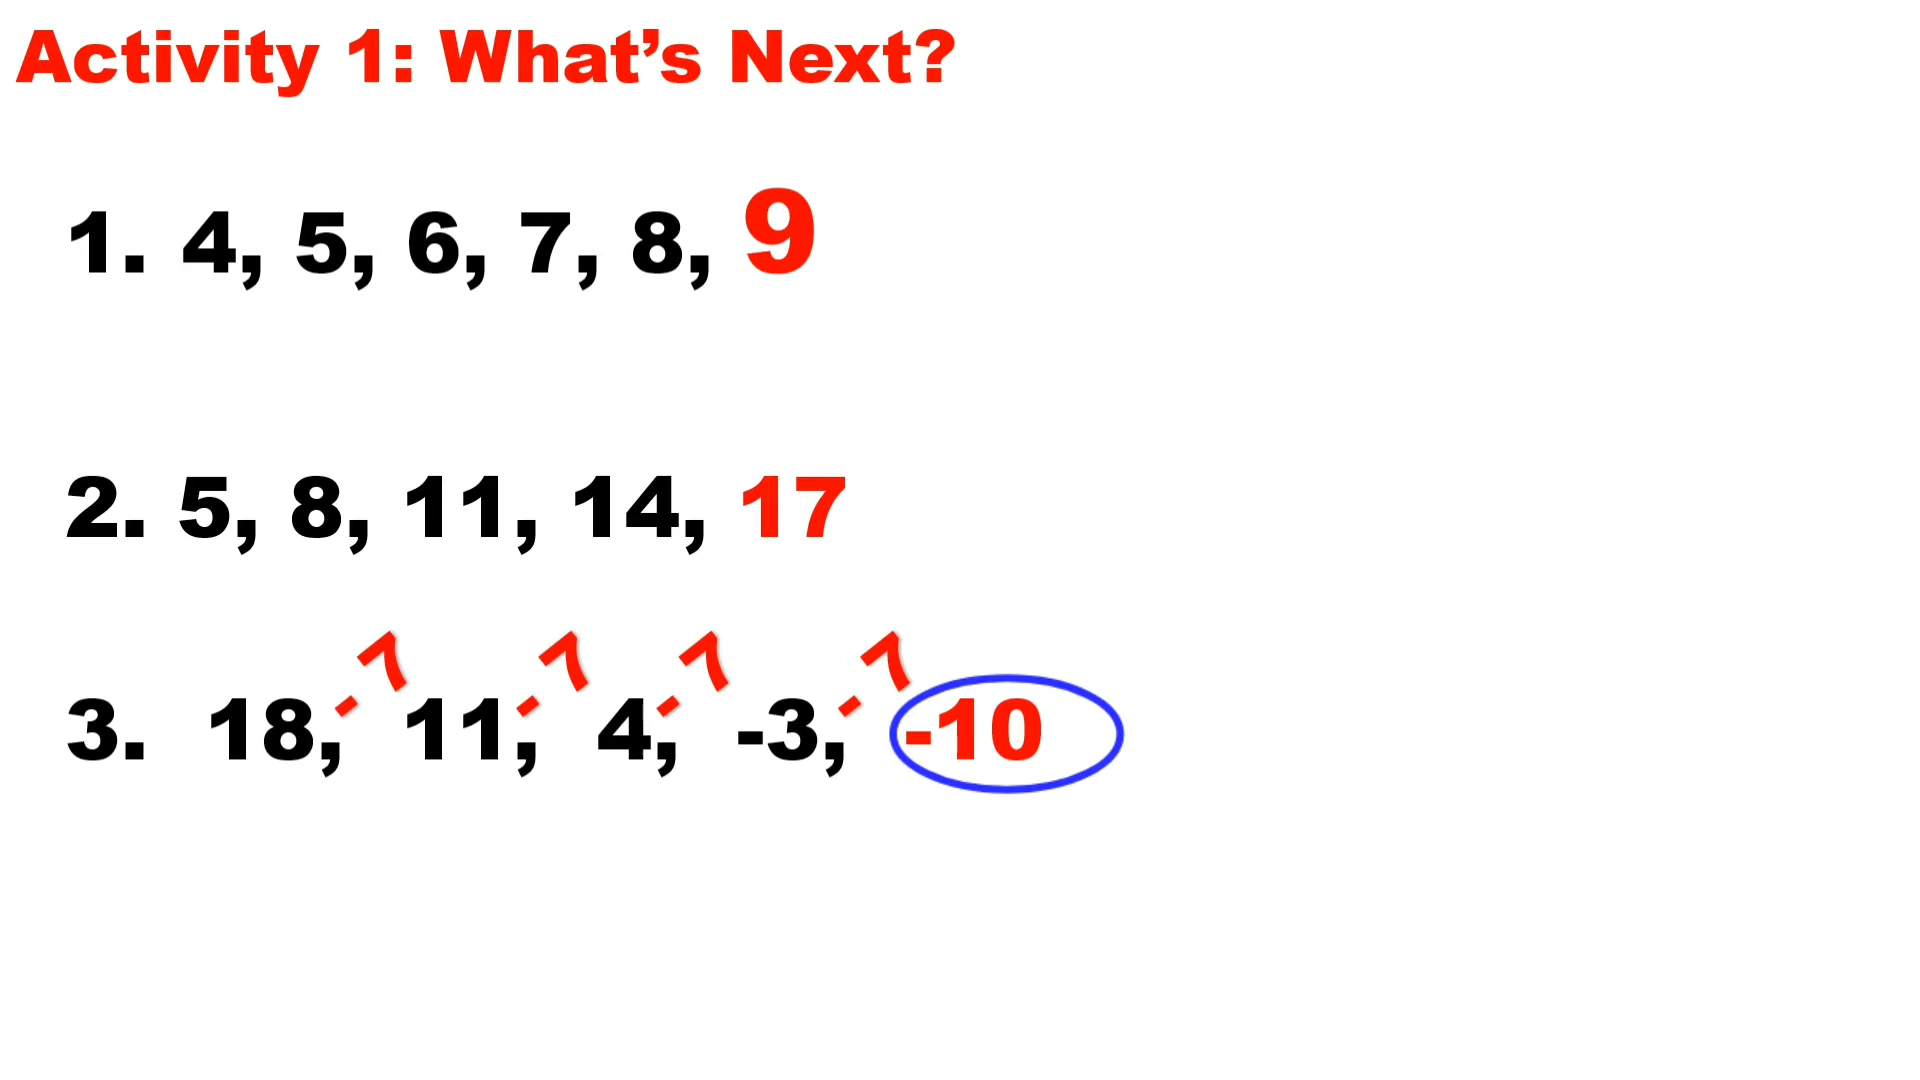 Activity 1: What’s Next?
1. 4, 5, 6, 7, 8, 9
2. 5, 8, 11, 14, 17
- 7 - 7 - 7 - 7
3. 18, 11, 4, -3, -10